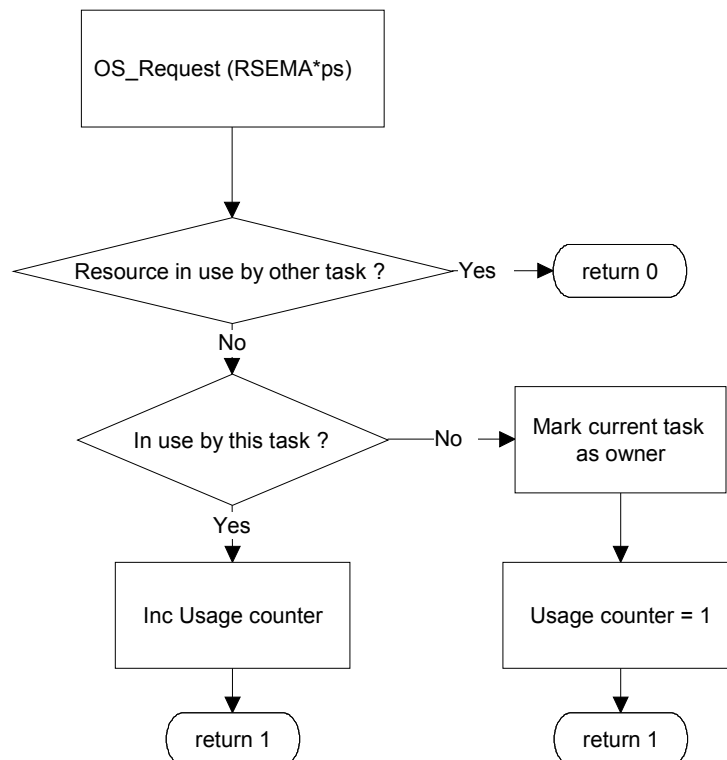 OS_Request (RSEMA*ps)
Resource in use by other task ?
Yes
return 0
No
In use by this task ?
No
Mark current task
as owner
Yes
Inc Usage counter
Usage counter = 1
return 1
return 1